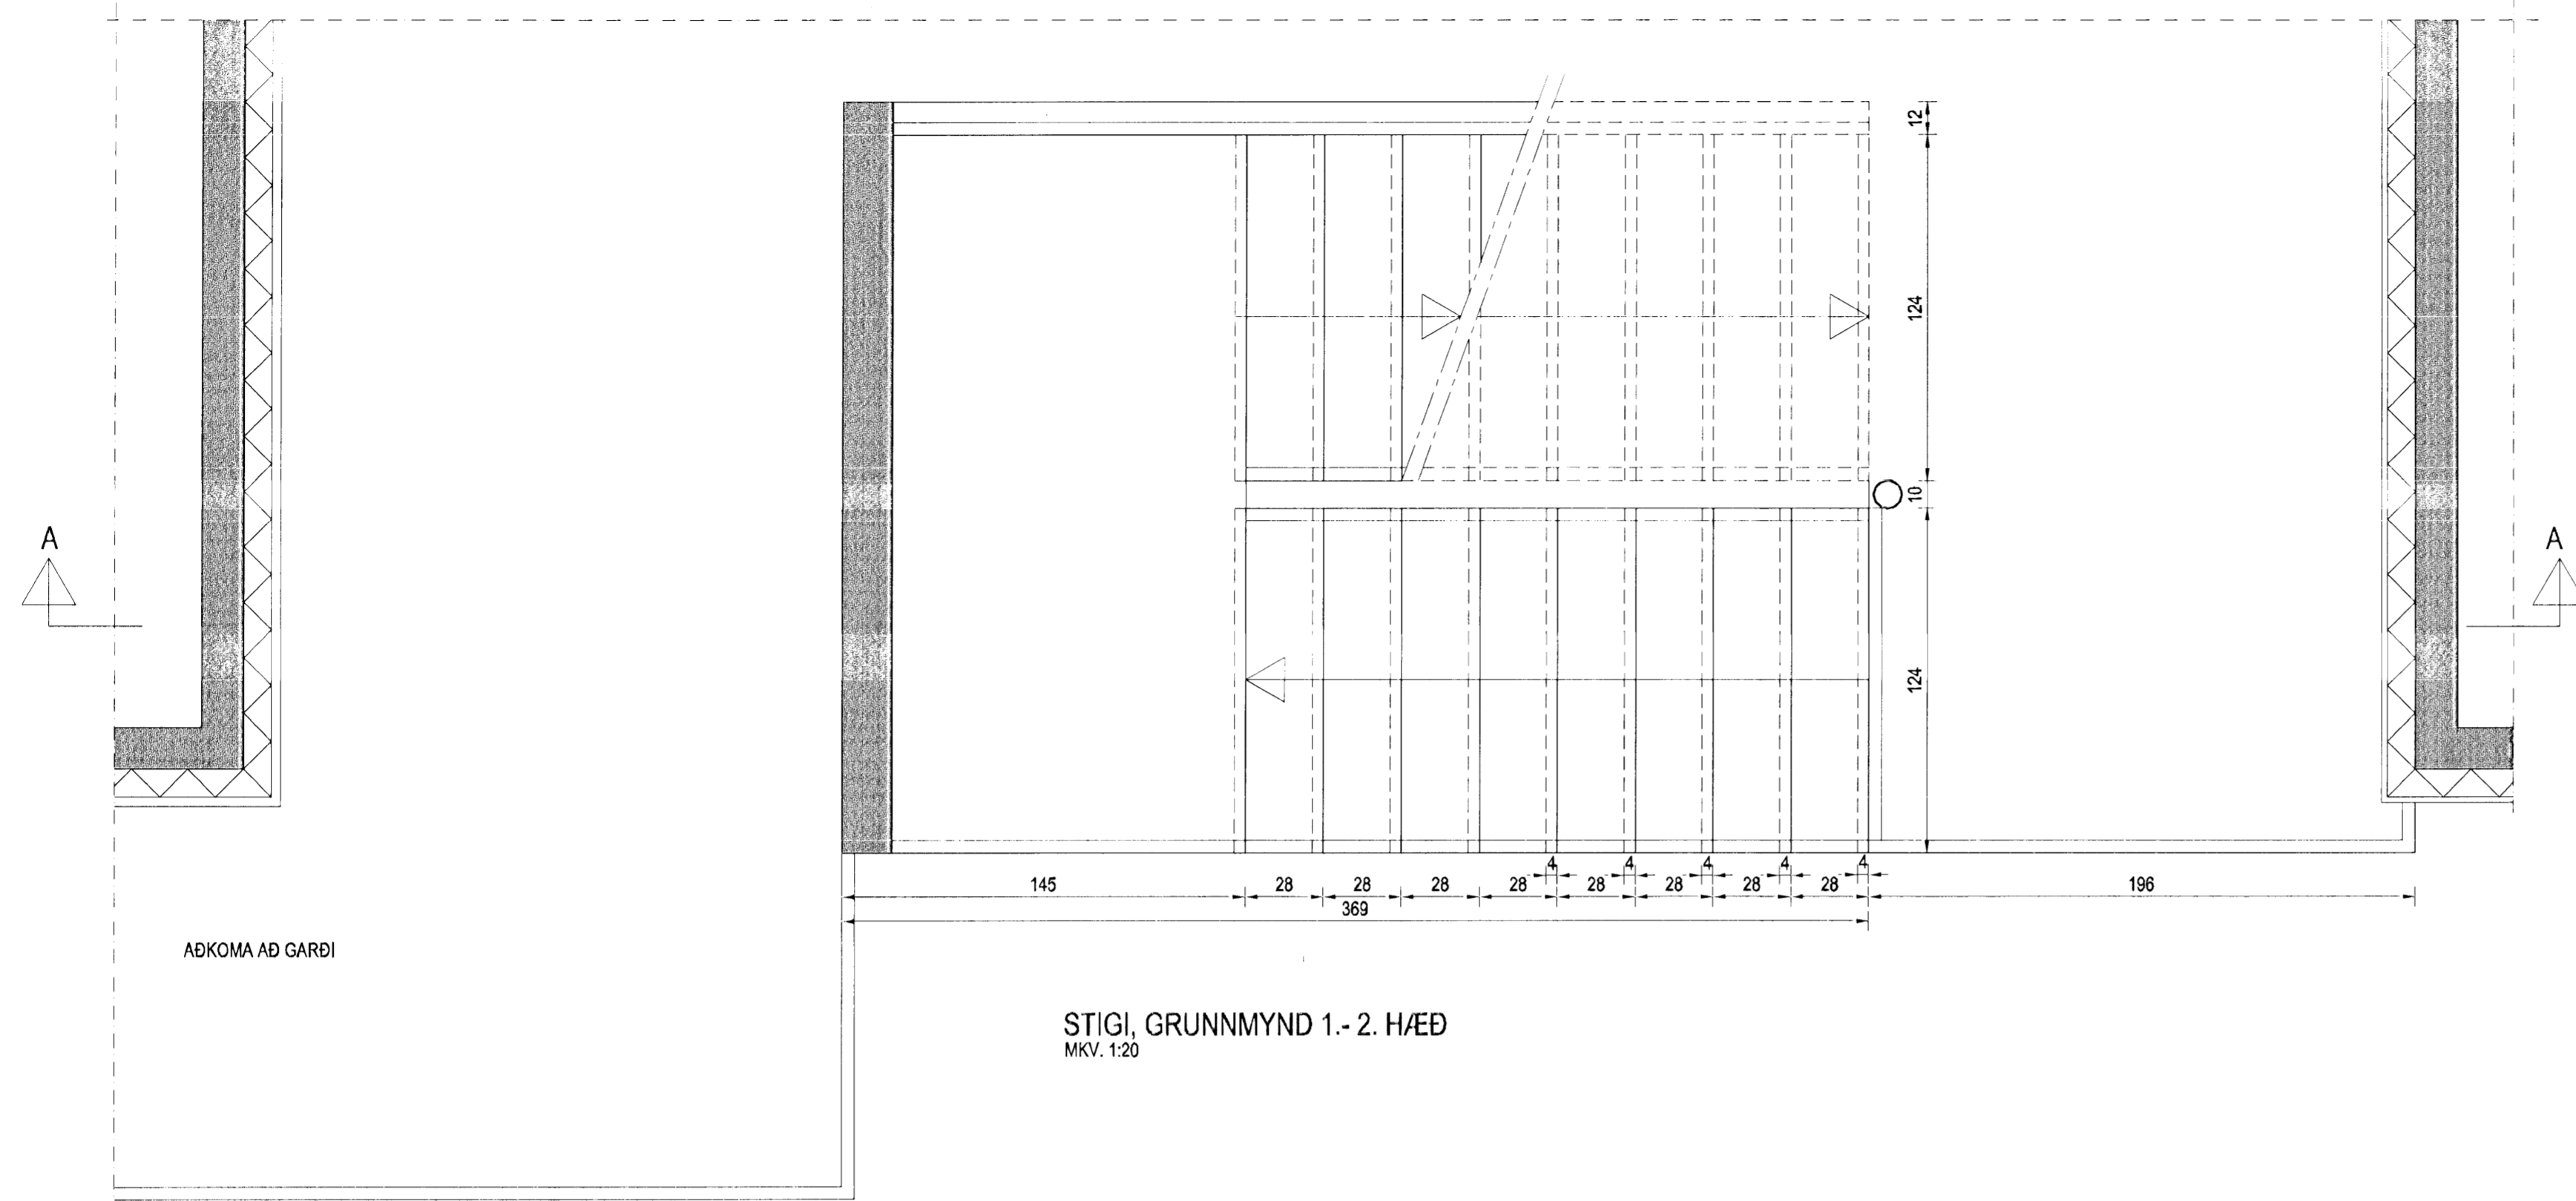 12
124
10
A
A
124
4 4 4 4 4
145 28 28 28 28 28 28 28 28 196
369
AÐKOMA AÐ GARÐI
STIGI, GRUNNMYND 1.- 2. HÆÐ
MKV. 1:20